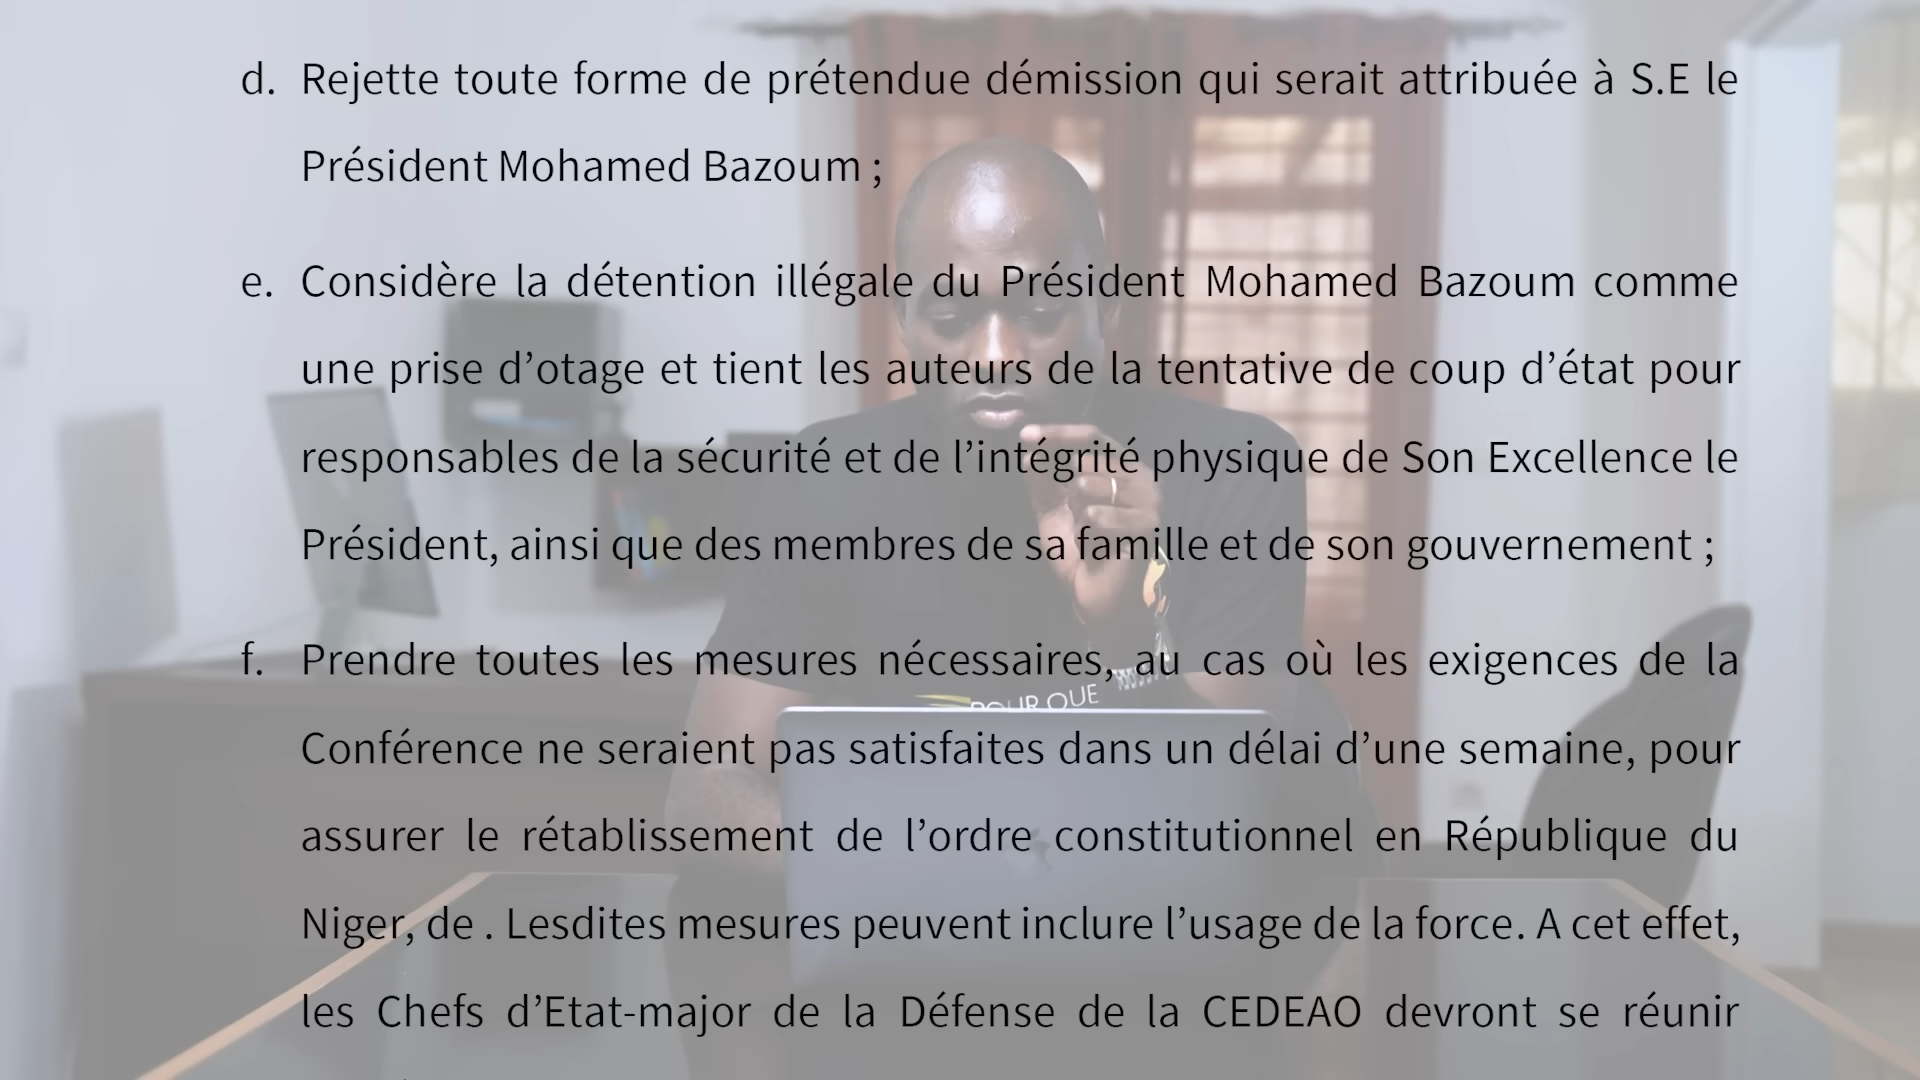 d. Rejette toute forme de prétendue démission qui serait attribuée à S.E le
Président Mohamed Bazoum ;
e. Considère la détention illégale du Président Mohamed Bazoum comme
une prise d’otage et tient les auteurs de la tentative de coup d’état pour
responsables de la sécurité et de l’intégrité physique de Son Excellence le
Président, ainsi que des membres de sa famille et de son gouvernement ;
f. Prendre toutes les mesures nécessaires, au cas où les exigences de la
POUR QUE
Conférence ne seraient pas satisfaites dans un délai d’une semaine, pour
assurer le rétablissement de l’ordre constitutionnel en République du
Niger, de . Lesdites mesures peuvent inclure l’usage de la force. A cet effet,
les Chefs d’Etat-major de la Défense de la CEDEAO devront se réunir